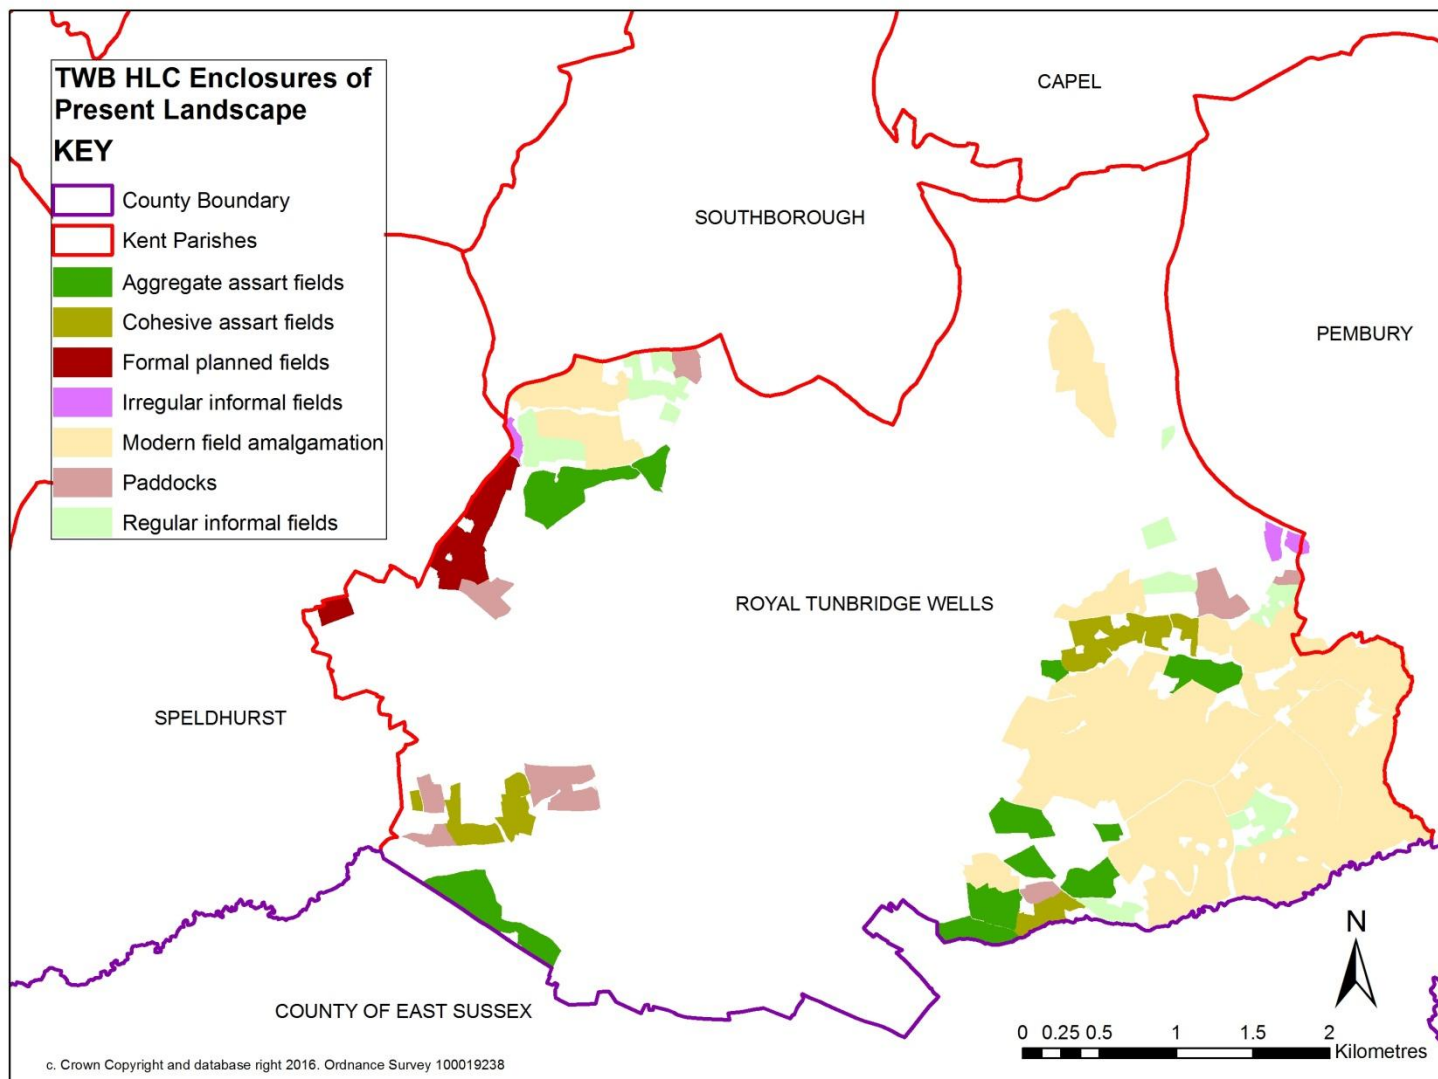 TWB HLC Enclosures of
Present Landscape
KEY
County Boundary
Kent Parishes
Aggregate assart fields
Cohesive assart fields
Formal planned fields
Irregular informal fields
Modern field amalgamation
Paddocks
Regular informal fields
CAPEL
SOUTHBOROUGH
PEMBURY
ROYAL TUNBRIDGE WELLS
SPELDHURST
COUNTY OF EAST SUSSEX
N
0 0.25 0.5 1 1.5 2
Kilometres
c. Crown Copyright and database right 2016. Ordnance Survey 100019238